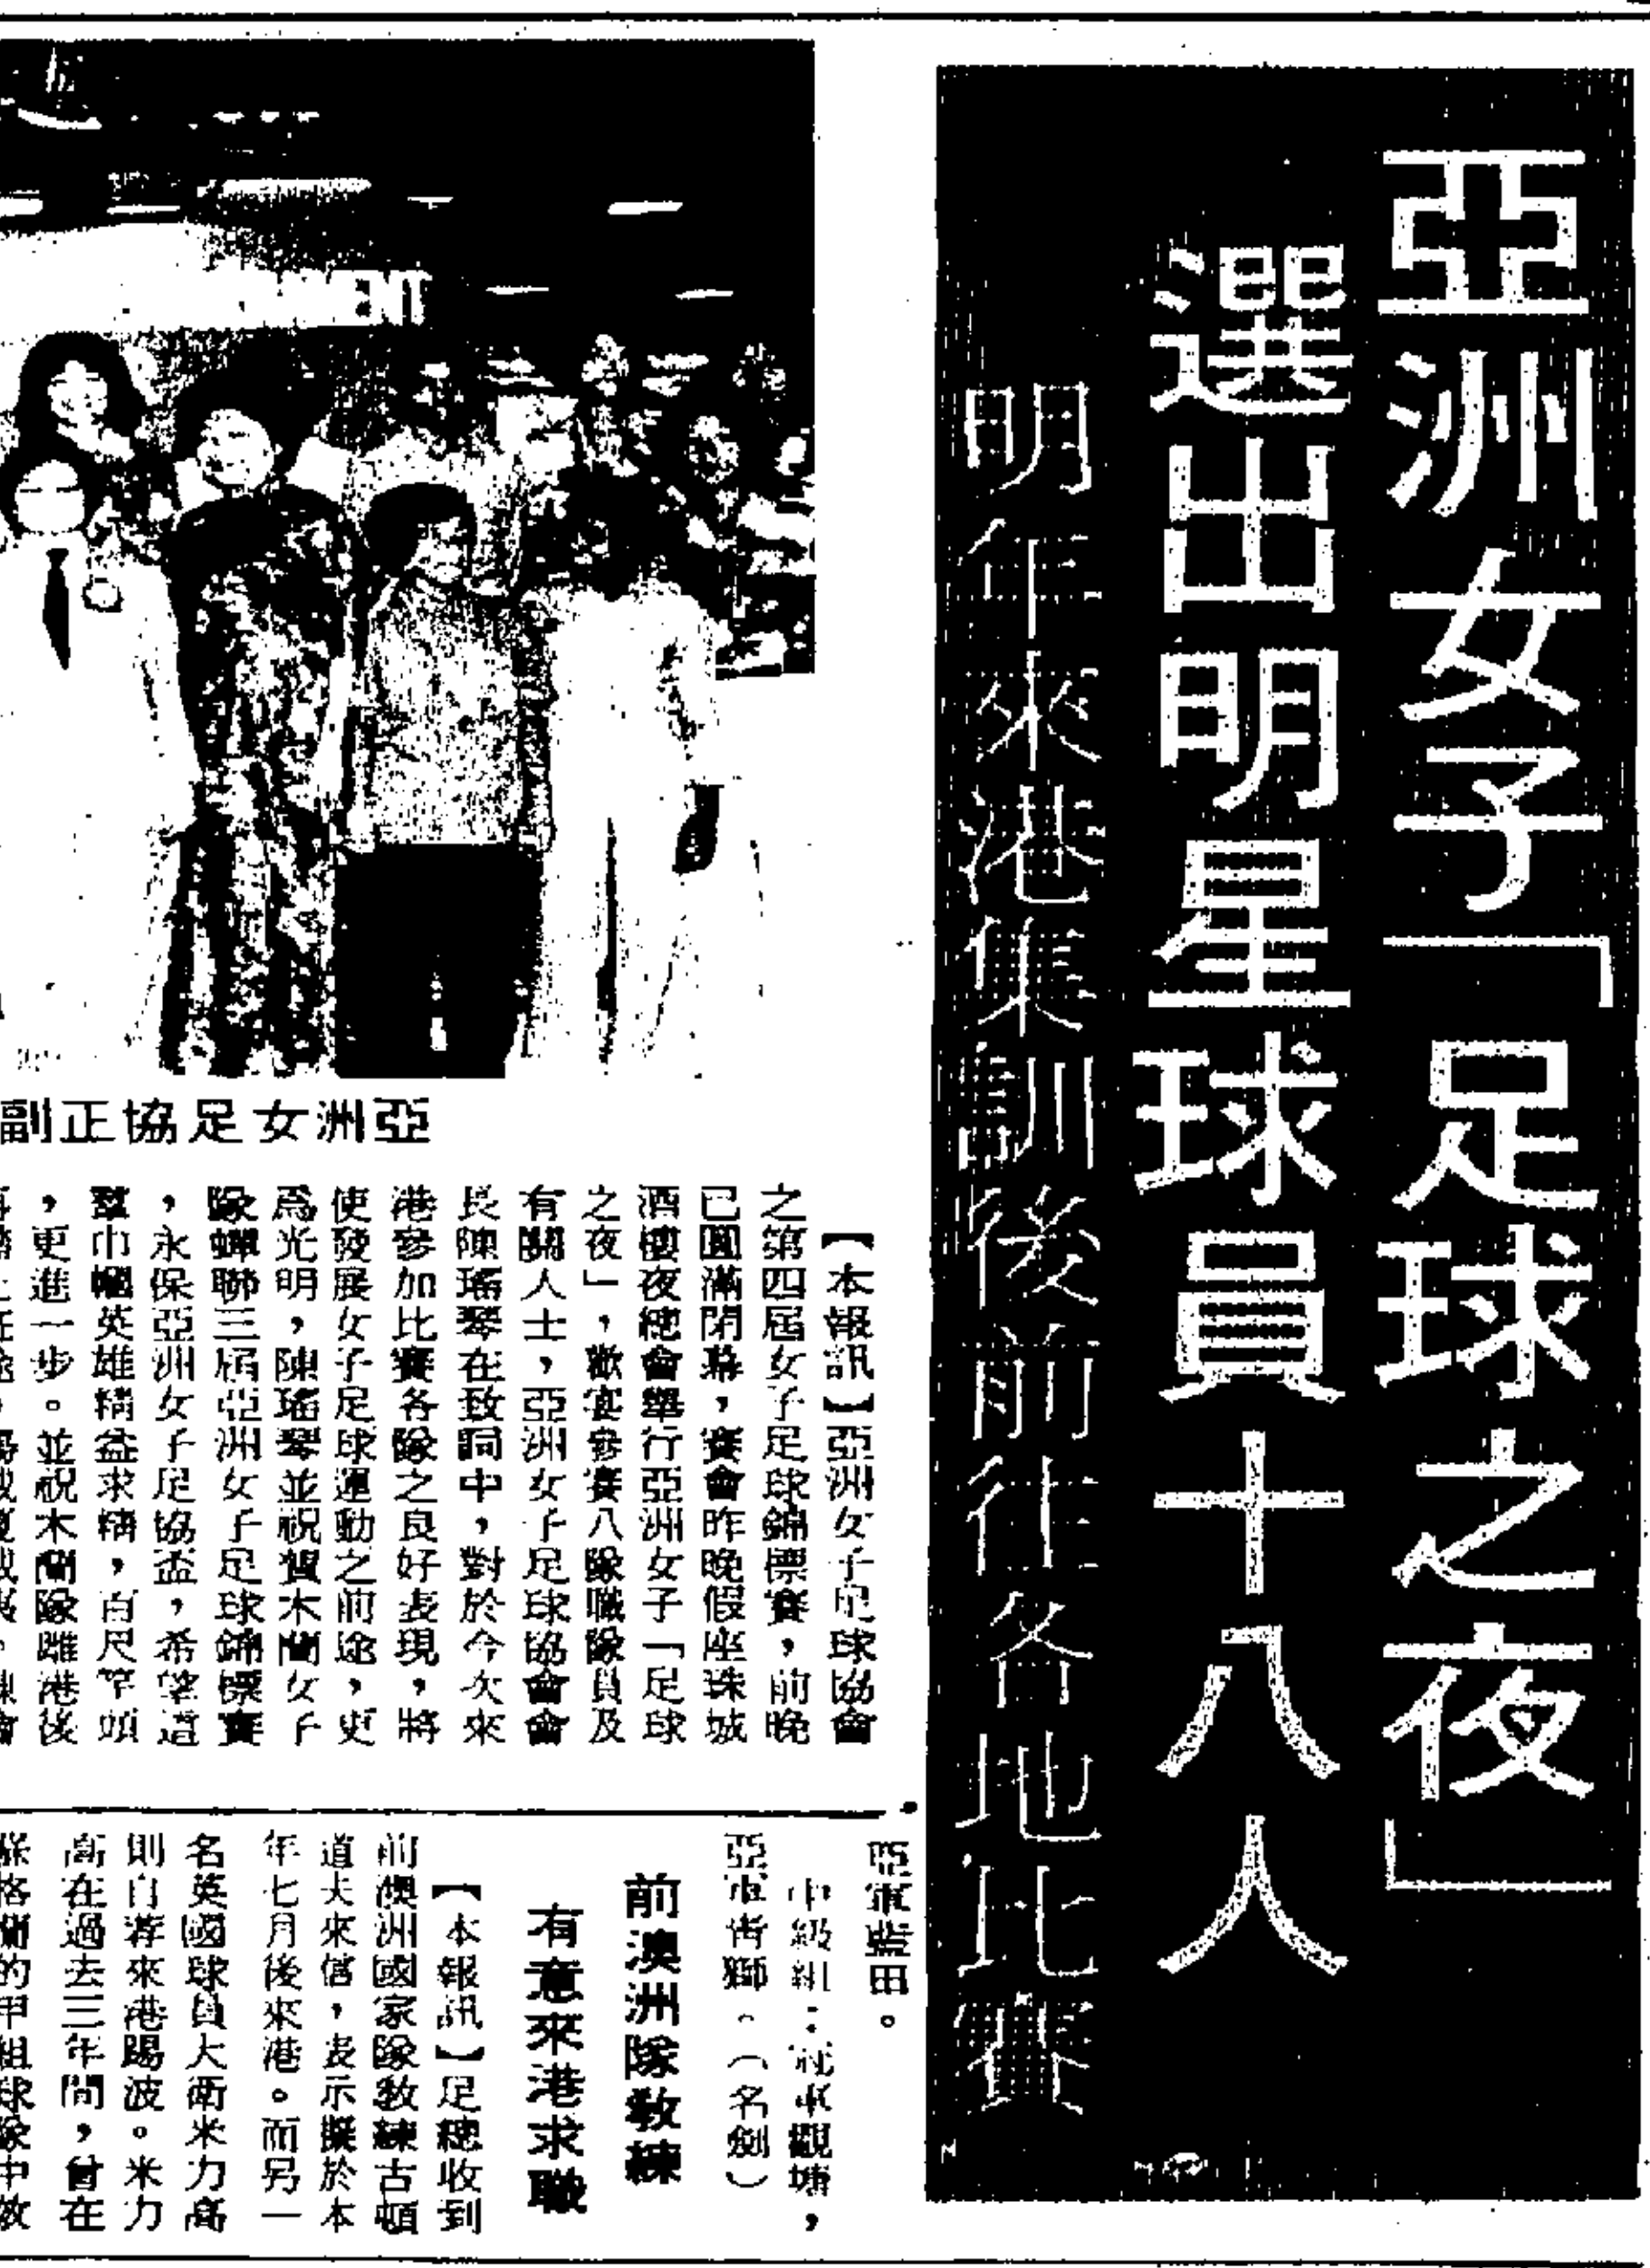 亞洲女子「足球之夜」
選出明星球員十八人
明年來港集訓後前往各地比賽
ENT
亞洲女足協正副
【本報訊】亞洲女子足球協會
之第四屆女子足球錦標賽，前晚
已圓滿閉幕，賽會昨晚假座珠城
酒樓夜總會舉行亞洲女子「足球
之夜」，歡宴參賽八隊職隊員及
有關人士，亞洲女子足球協會會
長陳瑤琴在致詞中，對於今次來
港參加比賽各隊之良好表現，將
使發展女子足球運動之前途，更
爲光明，陳瑤琴並祝賀木蘭女子
隊蟬聯三屆亞洲女子足球錦標賽
，永保亞洲女子足協盃，希望這
羣巾幗英雄精益求精，百尺竿頭
，更進一步。並祝木蘭隊離港後
亞軍藍田。
中級組：冠軍觀塘，
亞軍青獅。（名劍）
前澳洲隊教練
有意來港求職
【本報訊】足總收到
前澳洲國家隊教練古頓
道夫來信，表示擬於本
年七月後來港。而另一
名英國球員大衛米力高
則自荐來港踢波。米力
高在過去三年間，曾在
蘇格蘭的甲組球隊中效